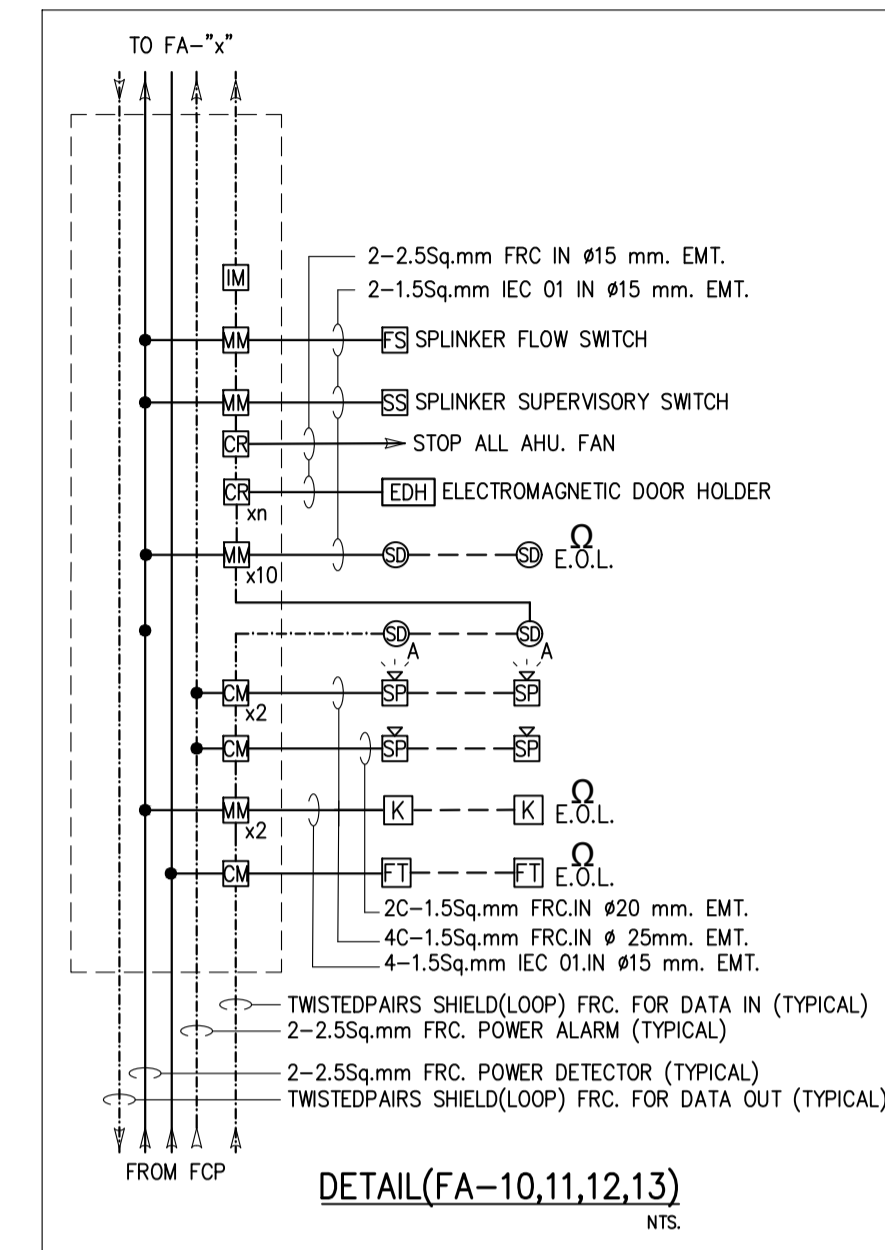 TO FA-"x"
2-2.5Sq.mm FRC IN ø15 mm. EMT.
2-1.5Sq.mm IEC 01 IN ø15 mm. EMT.
IM
MM FS SPLINKER FLOW SWITCH
MM SS SPLINKER SUPERVISORY SWITCH
CR STOP ALL AHU. FAN
CR xn EDH ELECTROMAGNETIC DOOR HOLDER
MM x10 SD SD Ω E.O.L.
SD A SD A
CM x2 SP SP
CM SP SP
MM x2 K K Ω E.O.L.
CM FT FT Ω E.O.L.
2C-1.5Sq.mm FRC.IN ø20 mm. EMT.
4C-1.5Sq.mm FRC.IN ø 25mm. EMT.
4-1.5Sq.mm IEC 01.IN ø15 mm. EMT.
TWISTEDPAIRS SHIELD(LOOP) FRC. FOR DATA IN (TYPICAL)
2-2.5Sq.mm FRC. POWER ALARM (TYPICAL)
2-2.5Sq.mm FRC. POWER DETECTOR (TYPICAL)
TWISTEDPAIRS SHIELD(LOOP) FRC. FOR DATA OUT (TYPICAL)
FROM FCP
DETAIL(FA-10,11,12,13)
NTS.